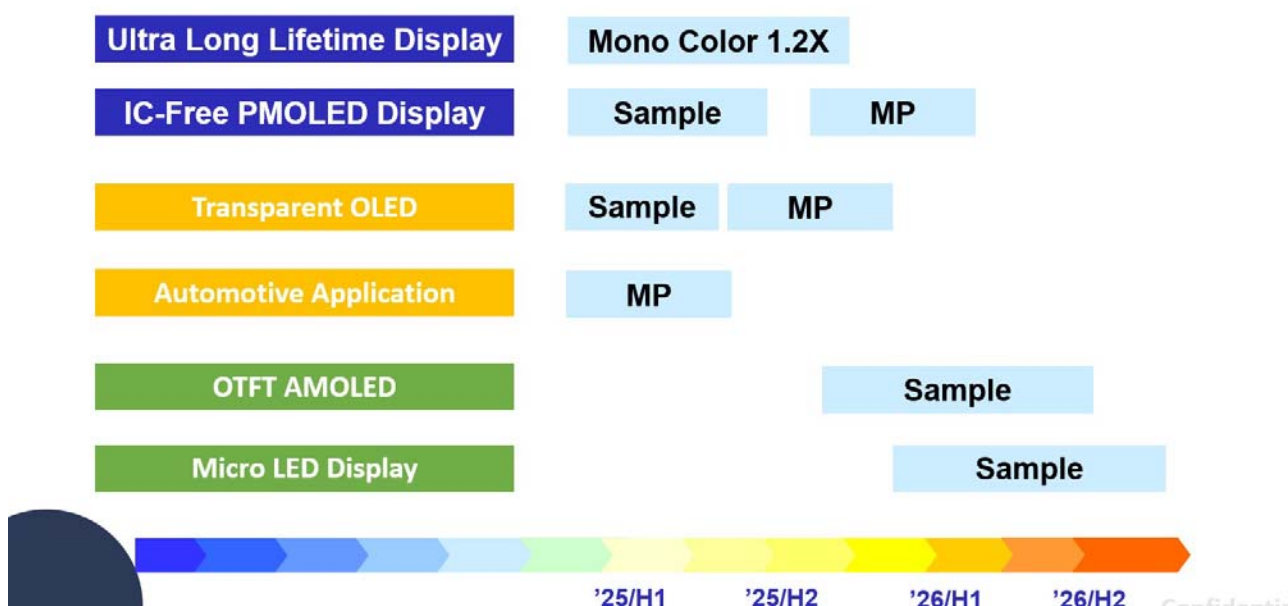 Ultra Long Lifetime Display Mono Color 1.2X
IC-Free PMOLED Display Sample MP
Transparent OLED Sample MP
Automotive Application MP
OTFT AMOLED Sample
Micro LED Display Sample
’25/H1 ’25/H2 ’26/H1 ’26/H2